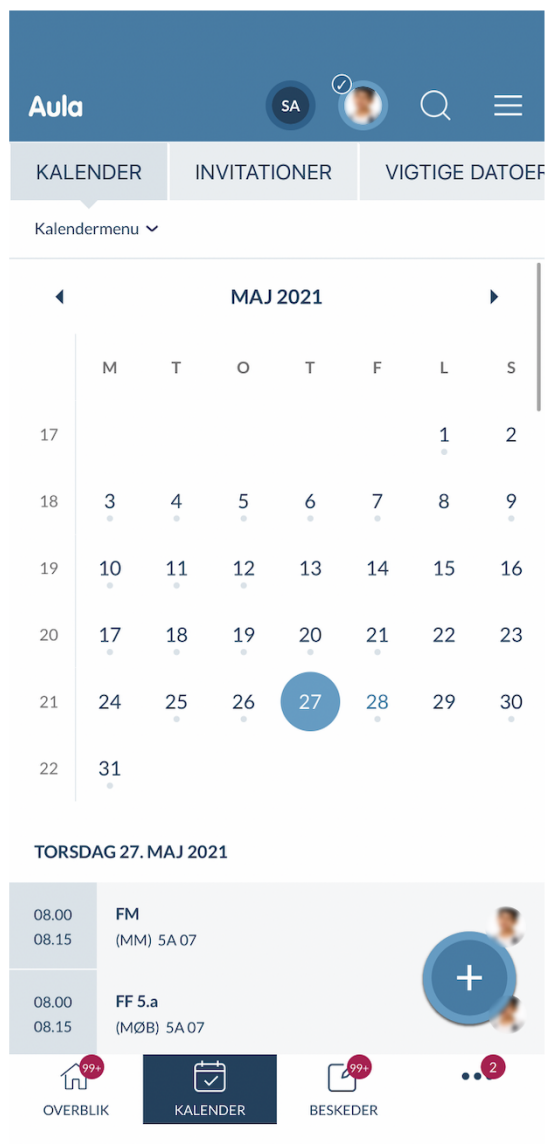 Aula
SA
KALENDER INVITATIONER VIGTIGE DATOER
Kalendermenu
MAJ 2021
M T O T F L S
17 1 2
18 3 4 5 6 7 8 9
19 10 11 12 13 14 15 16
20 17 18 19 20 21 22 23
21 24 25 26 27 28 29 30
22 31
TORSDAG 27. MAJ 2021
08.00 FM
08.15 (MM) 5A 07
08.00 FF 5.a
08.15 (MØB) 5A 07
99+ 99+ 2
OVERBLIK KALENDER BESKEDER